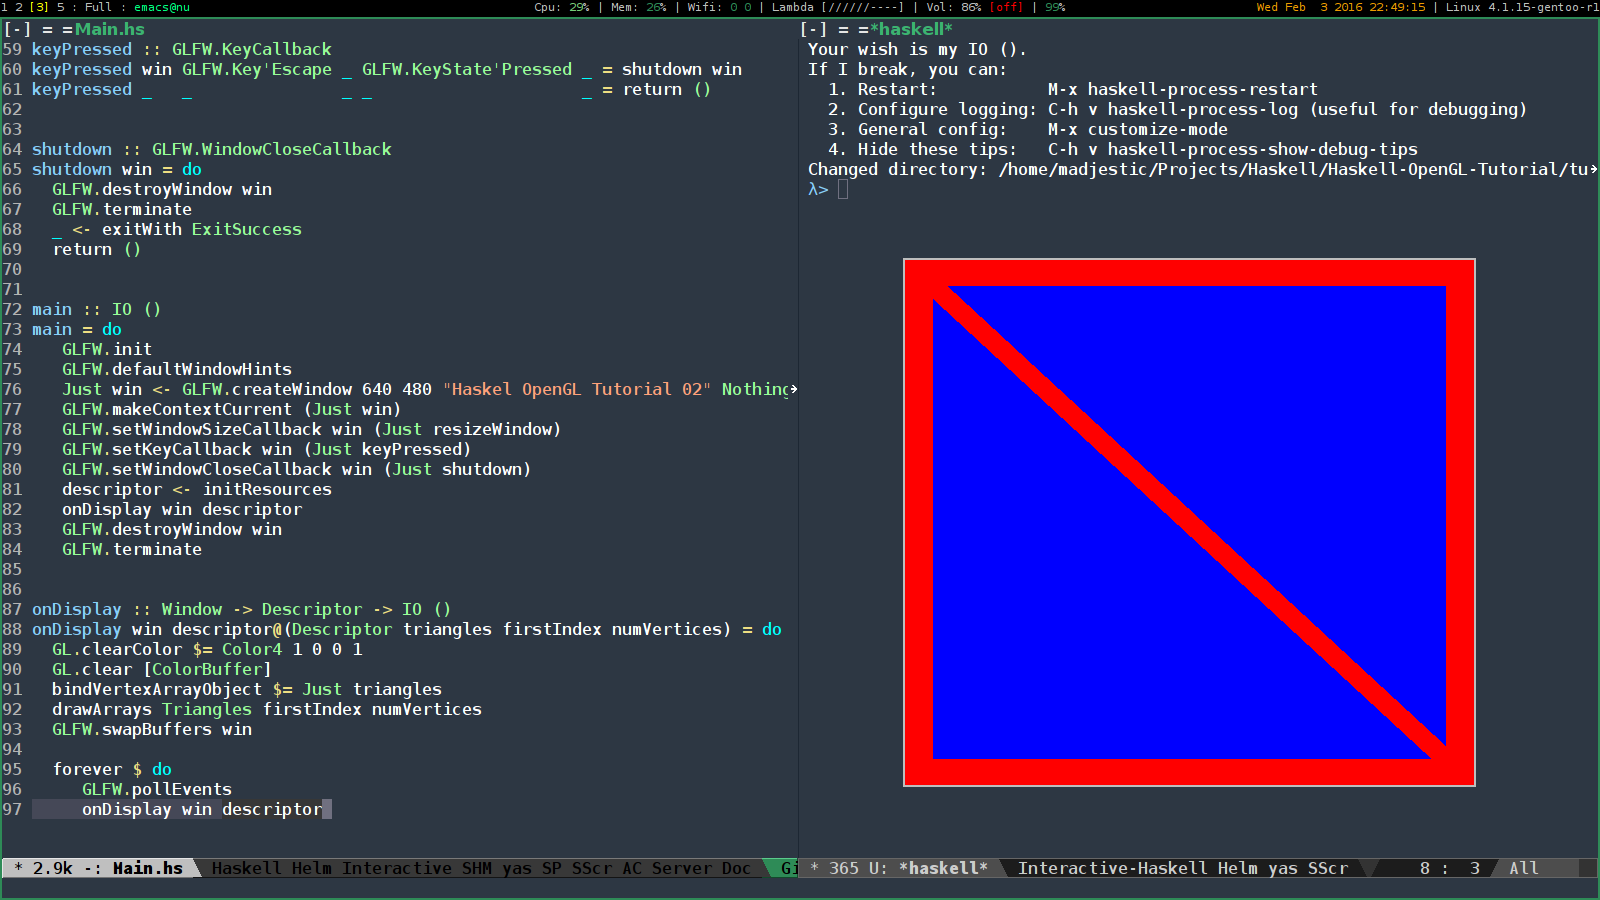 1 2 [3] 5 : Full : emacs@nu
Cpu: 29% | Mem: 26% | Wifi: 0 0 | Lambda [//////----] | Vol: 86% [off] | 99%
Wed Feb  3 2016 22:49:15 | Linux 4.1.15-gentoo-r1
[-] = =Main.hs
59 keyPressed :: GLFW.KeyCallback
60 keyPressed win GLFW.Key'Escape _ GLFW.KeyState'Pressed _ = shutdown win
61 keyPressed _   _               _ _                     _ = return ()
62
63
64 shutdown :: GLFW.WindowCloseCallback
65 shutdown win = do
66   GLFW.destroyWindow win
67   GLFW.terminate
68   _ <- exitWith ExitSuccess
69   return ()
70
71
72 main :: IO ()
73 main = do
74    GLFW.init
75    GLFW.defaultWindowHints
76    Just win <- GLFW.createWindow 640 480 "Haskel OpenGL Tutorial 02" Nothing→
77    GLFW.makeContextCurrent (Just win)
78    GLFW.setWindowSizeCallback win (Just resizeWindow)
79    GLFW.setKeyCallback win (Just keyPressed)
80    GLFW.setWindowCloseCallback win (Just shutdown)
81    descriptor <- initResources
82    onDisplay win descriptor
83    GLFW.destroyWindow win
84    GLFW.terminate
85
86
87 onDisplay :: Window -> Descriptor -> IO ()
88 onDisplay win descriptor@(Descriptor triangles firstIndex numVertices) = do
89   GL.clearColor $= Color4 1 0 0 1
90   GL.clear [ColorBuffer]
91   bindVertexArrayObject $= Just triangles
92   drawArrays Triangles firstIndex numVertices
93   GLFW.swapBuffers win
94
95   forever $ do
96      GLFW.pollEvents
97      onDisplay win descriptor
* 2.9k -: Main.hs   Haskell Helm Interactive SHM yas SP SScr AC Server Doc   Gi
[-] = =*haskell*
Your wish is my IO ().
If I break, you can:
  1. Restart:           M-x haskell-process-restart
  2. Configure logging: C-h v haskell-process-log (useful for debugging)
  3. General config:    M-x customize-mode
  4. Hide these tips:   C-h v haskell-process-show-debug-tips
Changed directory: /home/madjestic/Projects/Haskell/Haskell-OpenGL-Tutorial/tu→
λ>
* 365 U: *haskell*   Interactive-Haskell Helm yas SScr   8 :  3   All